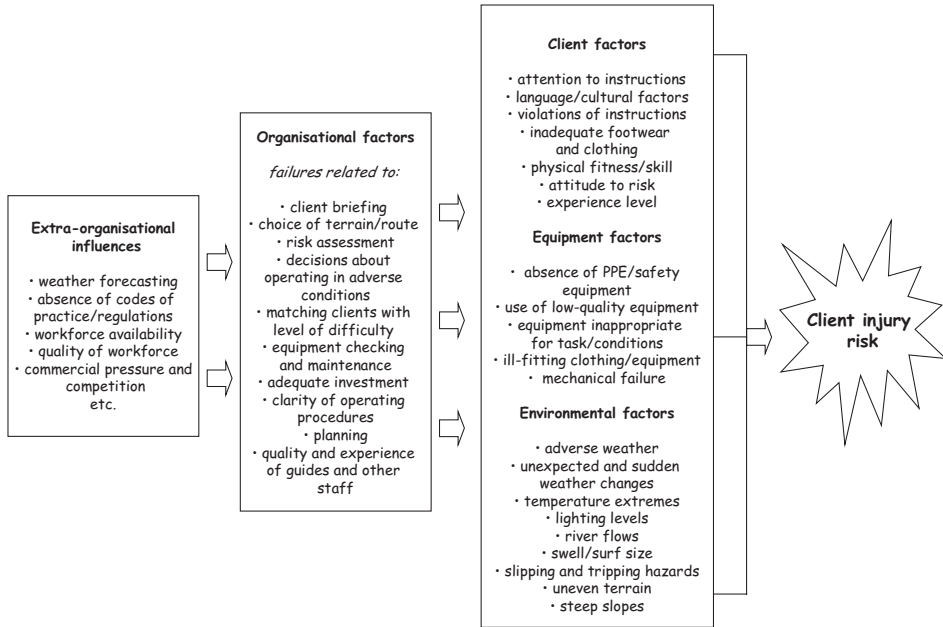 Extra-organisational
influences
• weather forecasting
• absence of codes of
practice/regulations
• workforce availability
• quality of workforce
• commercial pressure and
competition
etc.
Organisational factors
failures related to:
• client briefing
• choice of terrain/route
• risk assessment
• decisions about
operating in adverse
conditions
• matching clients with
level of difficulty
• equipment checking
and maintenance
• adequate investment
• clarity of operating
procedures
• planning
• quality and experience
of guides and other
staff
Client factors
• attention to instructions
• language/cultural factors
• violations of instructions
• inadequate footwear
and clothing
• physical fitness/skill
• attitude to risk
• experience level
Equipment factors
• absence of PPE/safety
equipment
• use of low-quality equipment
• equipment inappropriate
for task/conditions
• ill-fitting clothing/equipment
• mechanical failure
Environmental factors
• adverse weather
• unexpected and sudden
weather changes
• temperature extremes
• lighting levels
• river flows
• swell/surf size
• slipping and tripping hazards
• uneven terrain
• steep slopes
Client injury
risk